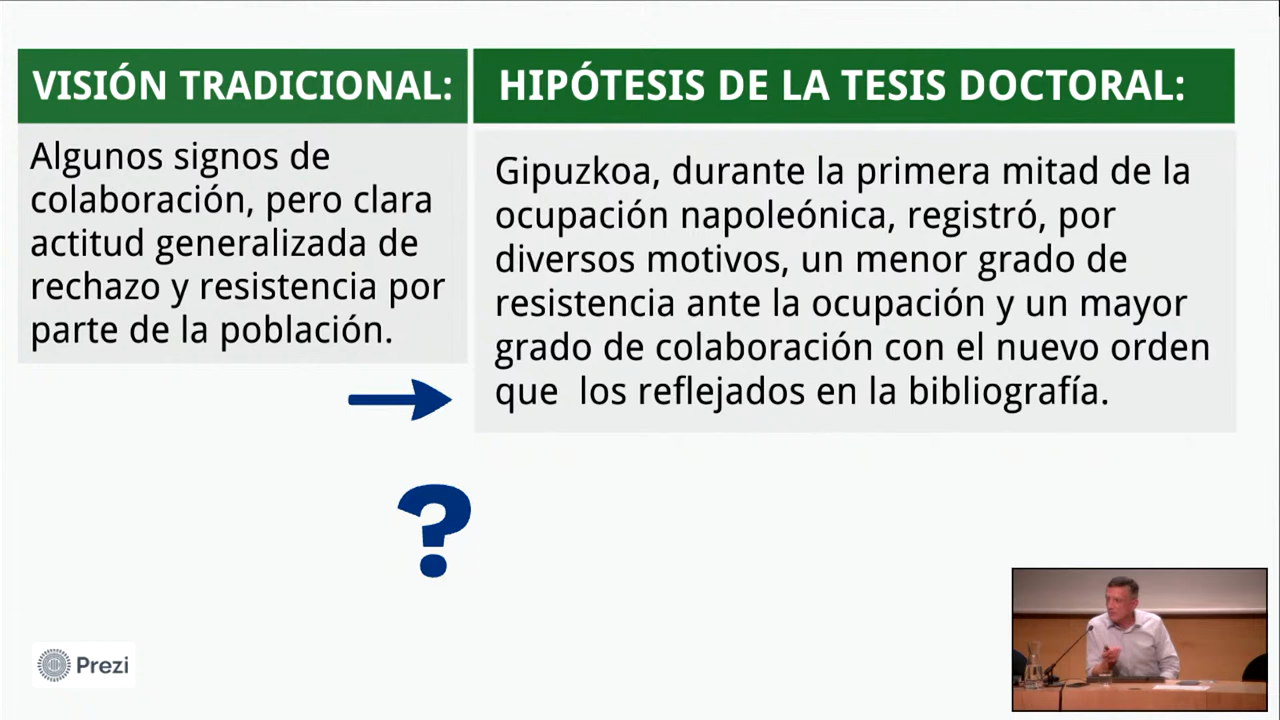 VISIÓN TRADICIONAL:
Algunos signos de
colaboración, pero clara
actitud generalizada de
rechazo y resistencia por
parte de la población.
HIPÓTESIS DE LA TESIS DOCTORAL:
Gipuzkoa, durante la primera mitad de la
ocupación napoleónica, registró, por
diversos motivos, un menor grado de
resistencia ante la ocupación y un mayor
grado de colaboración con el nuevo orden
que  los reflejados en la bibliografía.
?
Prezi